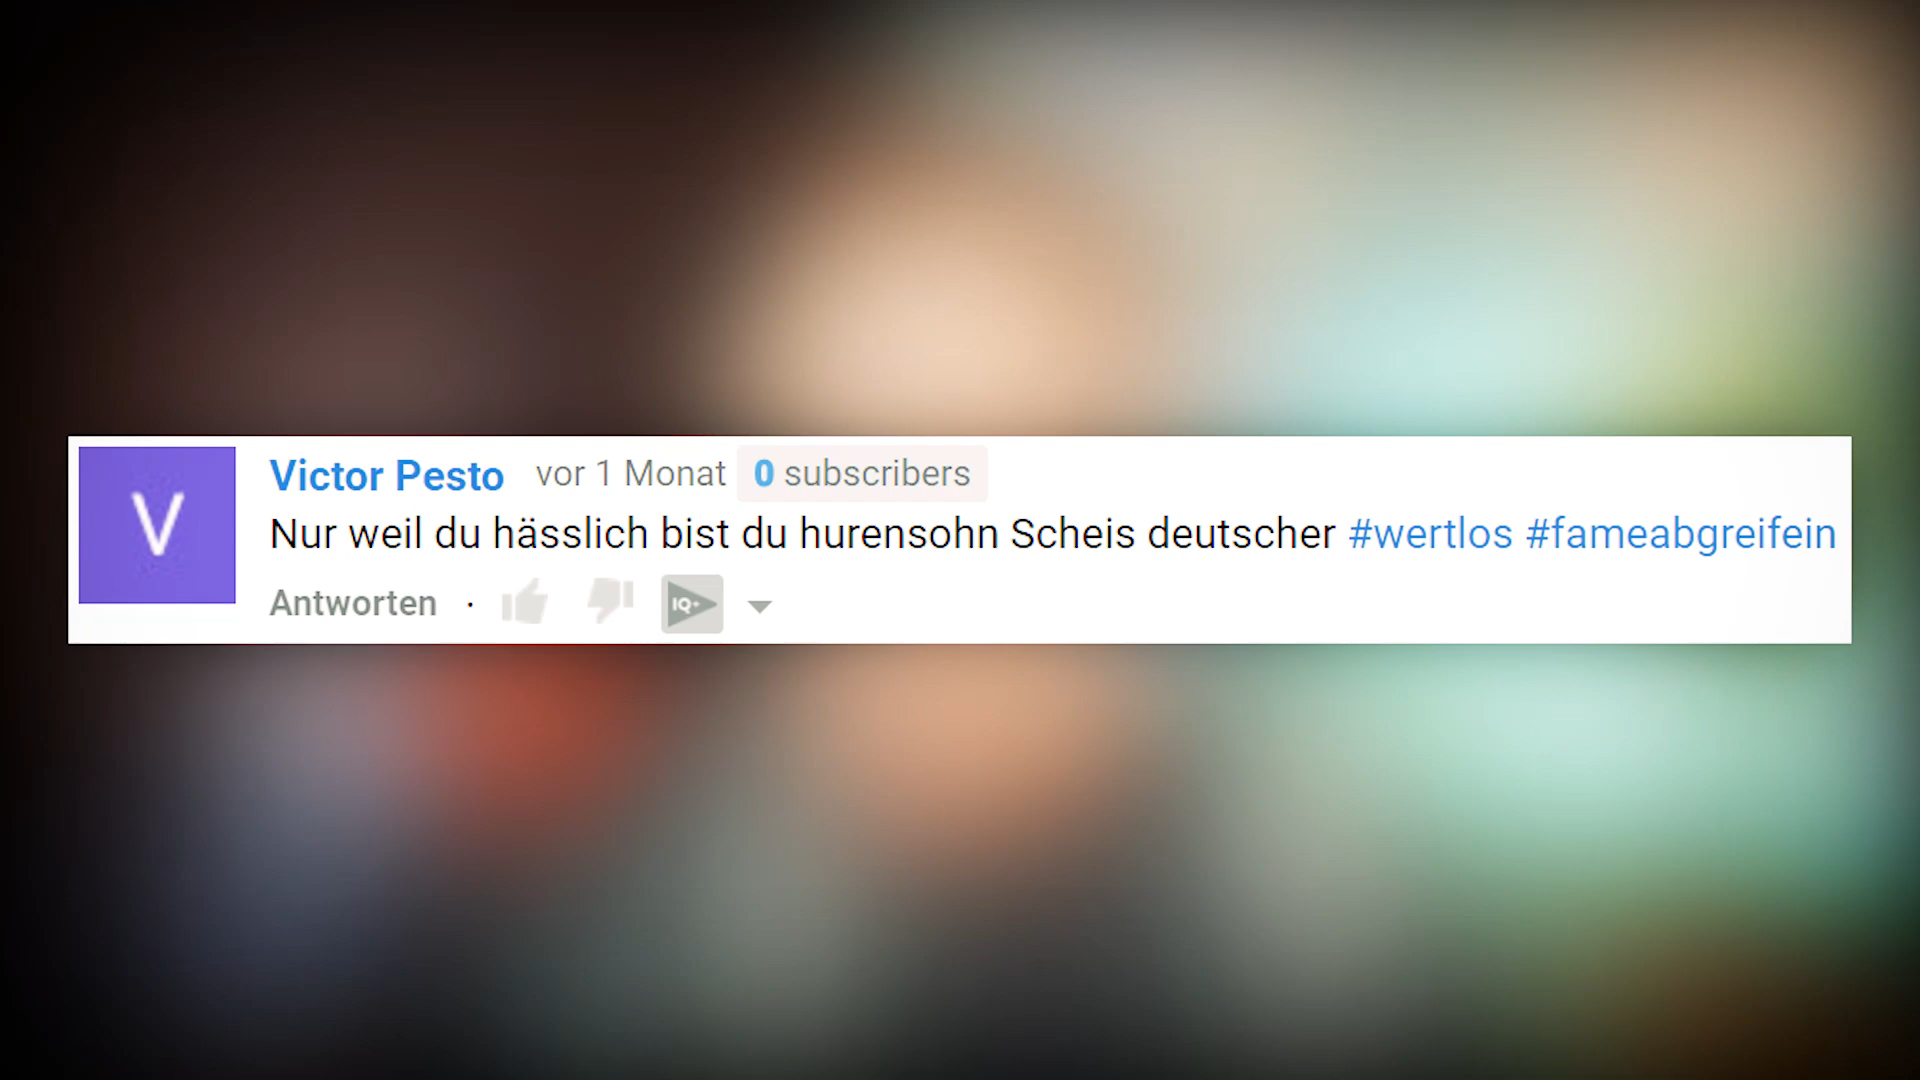 V
Victor Pesto vor 1 Monat 0 subscribers
Nur weil du hässlich bist du hurensohn Scheis deutscher #wertlos #fameabgreifein
Antworten · IQ+